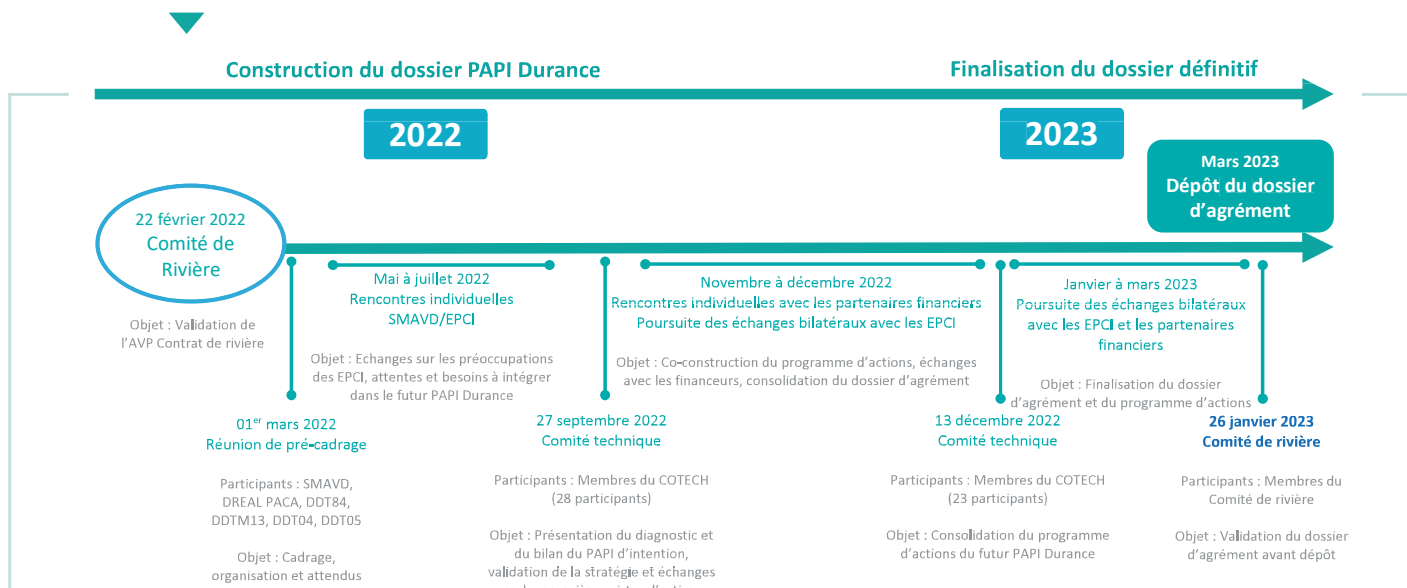 Construction du dossier PAPI Durance
Finalisation du dossier définitif
2022
2023
Mars 2023
Dépôt du dossier
d'agrément
22 février 2022
Comité de
Rivière
Objet : Validation de
l'AVP Contrat de rivière
Mai à juillet 2022
Rencontres individuelles
SMAVD/EPCI
Objet : Echanges sur les préoccupations
des EPCI, attentes et besoins à intégrer
dans le futur PAPI Durance
Novembre à décembre 2022
Rencontres individuelles avec les partenaires financiers
Poursuite des échanges bilatéraux avec les EPCI
Objet : Co-construction du programme d'actions, échanges
avec les financeurs, consolidation du dossier d'agrément
Janvier à mars 2023
Poursuite des échanges bilatéraux
avec les EPCI et les partenaires
financiers
Objet : Finalisation du dossier
d'agrément et du programme d'actions
01er mars 2022
Réunion de pré-cadrage
Participants : SMAVD,
DREAL PACA, DDT84,
DDTM13, DDT04, DDT05
Objet : Cadrage,
organisation et attendus
27 septembre 2022
Comité technique
Participants : Membres du COTECH
(28 participants)
Objet : Présentation du diagnostic et
du bilan du PAPI d'intention,
validation de la stratégie et échanges
13 décembre 2022
Comité technique
Participants : Membres du COTECH
(23 participants)
Objet : Consolidation du programme
d'actions du futur PAPI Durance
26 janvier 2023
Comité de rivière
Participants : Membres du
Comité de rivière
Objet : Validation du dossier
d'agrément avant dépôt